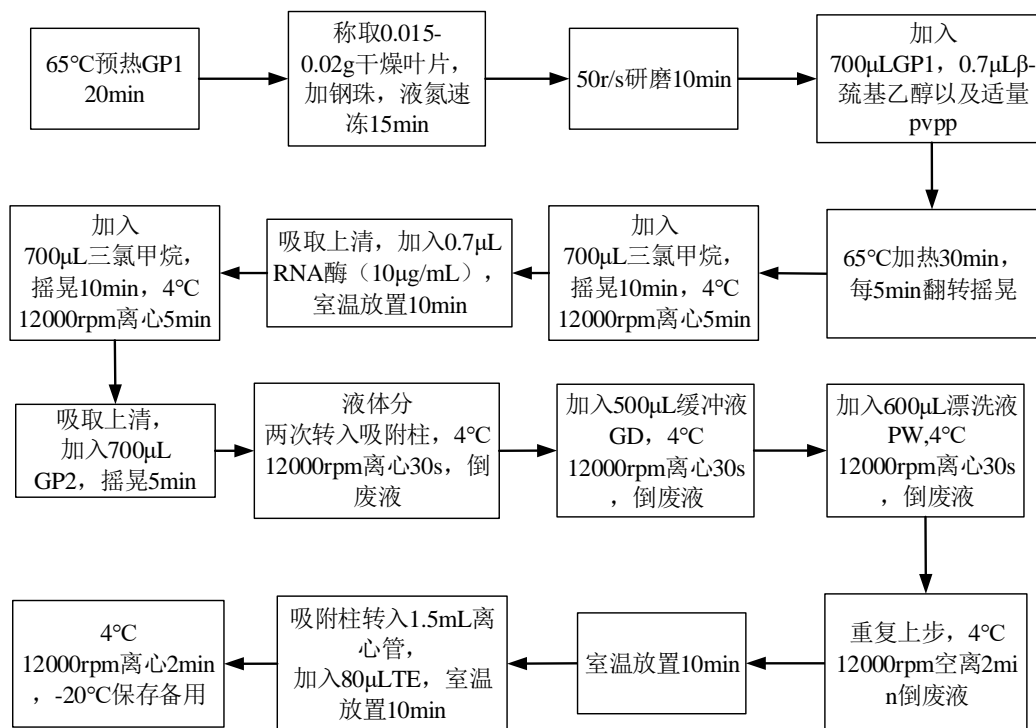 65°C预热GP1
20min
称取0.015-
0.02g干燥叶片，
加钢珠，液氮速
冻15min
50r/s研磨10min
加入
700μLGP1，0.7μLβ-
巯基乙醇以及适量
pvpp
65°C加热30min，
每5min翻转摇晃
加入
700μL三氯甲烷，
摇晃10min，4°C
12000rpm离心5min
吸取上清，加入0.7μL
RNA酶（10μg/mL），
室温放置10min
加入
700μL三氯甲烷，
摇晃10min，4°C
12000rpm离心5min
吸取上清，
加入700μL
GP2，摇晃5min
液体分
两次转入吸附柱，4°C
12000rpm离心30s，倒
废液
加入500μL缓冲液
GD，4°C
12000rpm离心30s
，倒废液
加入600μL漂洗液
PW,4°C
12000rpm离心30s
，倒废液
重复上步，4°C
12000rpm空离2mi
n倒废液
室温放置10min
吸附柱转入1.5mL离
心管，
加入80μLTE，室温
放置10min
4°C
12000rpm离心2min
，-20°C保存备用